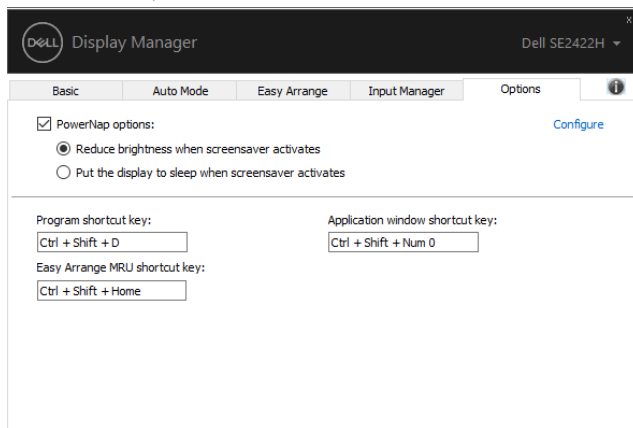 x
DELL Display Manager Dell SE2422H
Basic Auto Mode Easy Arrange Input Manager Options i
PowerNap options: Configure
Reduce brightness when screensaver activates
Put the display to sleep when screensaver activates
Program shortcut key: Application window shortcut key:
Ctrl + Shift + D Ctrl + Shift + Num 0
Easy Arrange MRU shortcut key:
Ctrl + Shift + Home